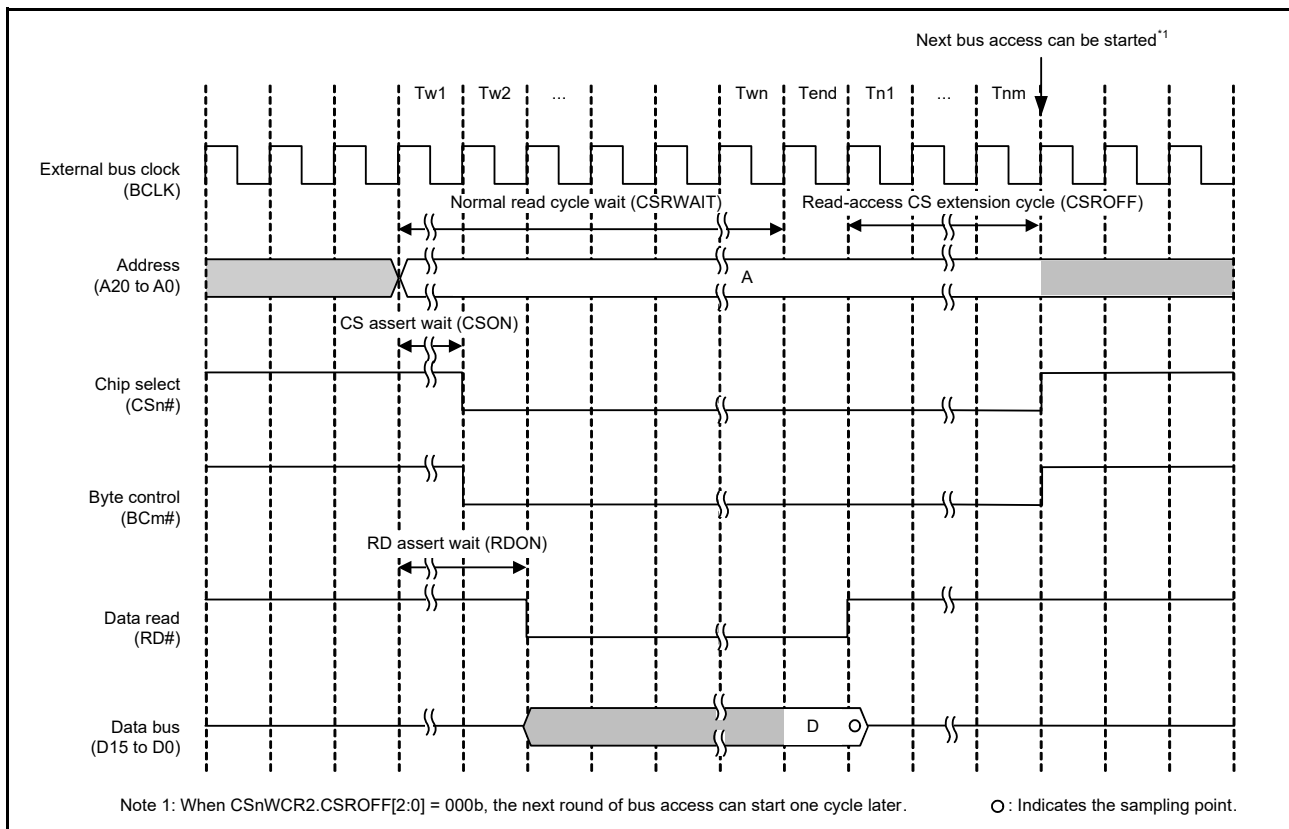 Next bus access can be started*1
Tw1 Tw2 ... Twn Tend Tn1 ... Tnm
External bus clock
(BCLK)
Normal read cycle wait (CSRWAIT) Read-access CS extension cycle (CSROFF)
Address
(A20 to A0)
A
CS assert wait (CSON)
Chip select
(CSn#)
Byte control
(BCm#)
RD assert wait (RDON)
Data read
(RD#)
Data bus
(D15 to D0)
D
Note 1: When CSnWCR2.CSROFF[2:0] = 000b, the next round of bus access can start one cycle later.
: Indicates the sampling point.